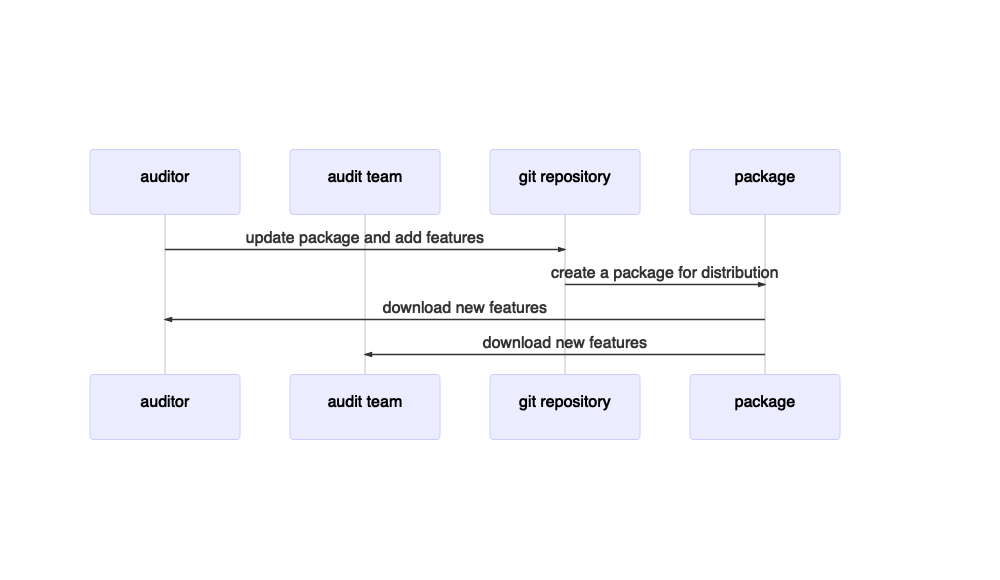 auditor
audit team
git repository
package
update package and add features
create a package for distribution
download new features
download new features
auditor
audit team
git repository
package